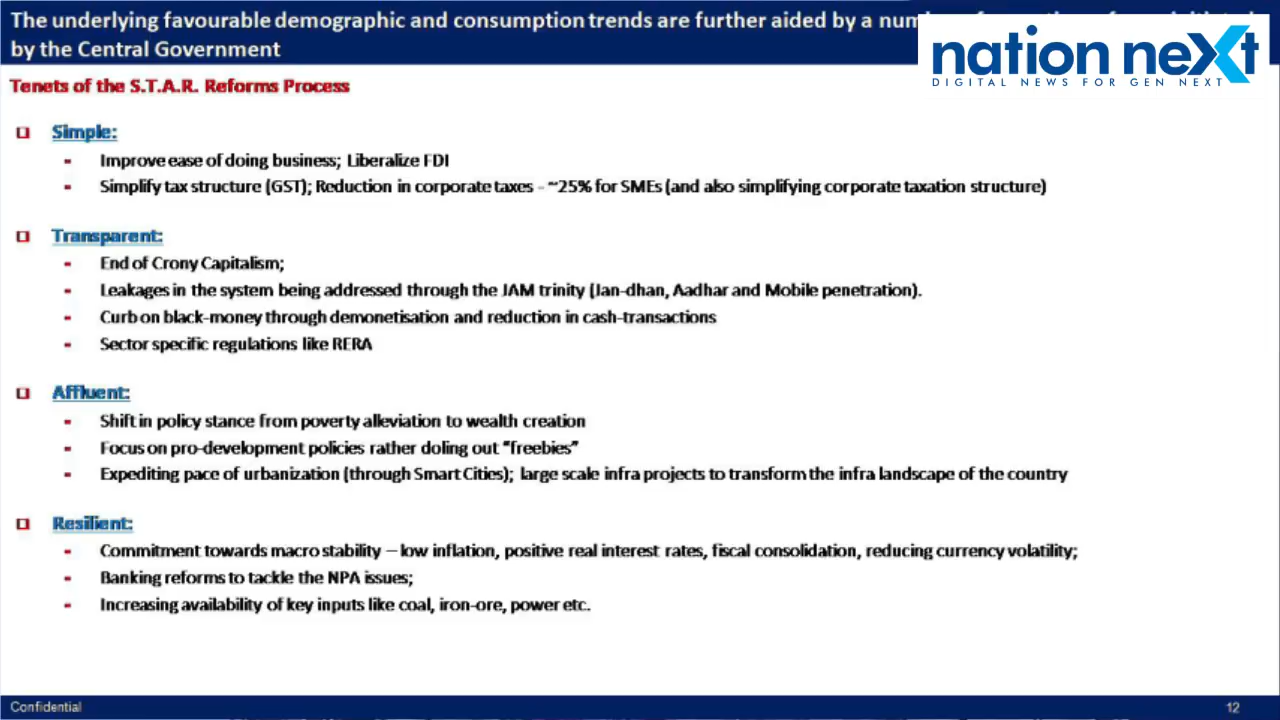 The underlying favourable demographic and consumption trends are further aided by a
by the Central Government
nation next
DIGITAL NEWS FOR GEN NEXT
Tenets of the S.T.A.R. Reforms Process
Simple:
- Improve ease of doing business; Liberalize FDI
- Simplify tax structure (GST); Reduction in corporate taxes - ~25% for SMEs (and also simplifying corporate taxation structure)
Transparent:
- End of Crony Capitalism;
- Leakages in the system being addressed through the JAM trinity (Jan-dhan, Aadhar and Mobile penetration).
- Curb on black-money through demonetisation and reduction in cash-transactions
- Sector specific regulations like RERA
Affluent:
- Shift in policy stance from poverty alleviation to wealth creation
- Focus on pro-development policies rather doling out “freebies”
- Expediting pace of urbanization (through Smart Cities); large scale infra projects to transform the infra landscape of the country
Resilient:
- Commitment towards macro stability – low inflation, positive real interest rates, fiscal consolidation, reducing currency volatility;
- Banking reforms to tackle the NPA issues;
- Increasing availability of key inputs like coal, iron-ore, power etc.
Confidential
12